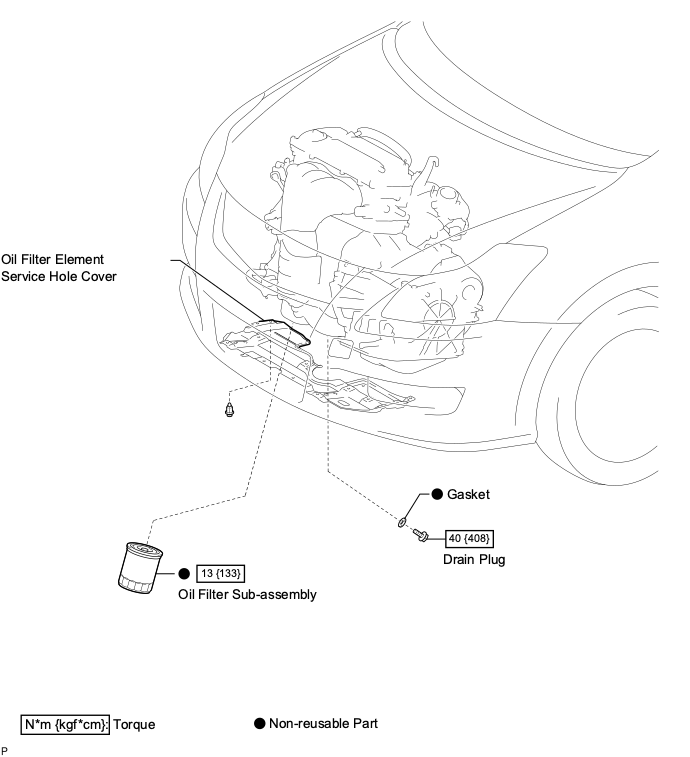 Oil Filter Element
Service Hole Cover
Gasket
40 {408}
Drain Plug
13 {133}
Oil Filter Sub-assembly
N*m {kgf*cm}: Torque
Non-reusable Part
P